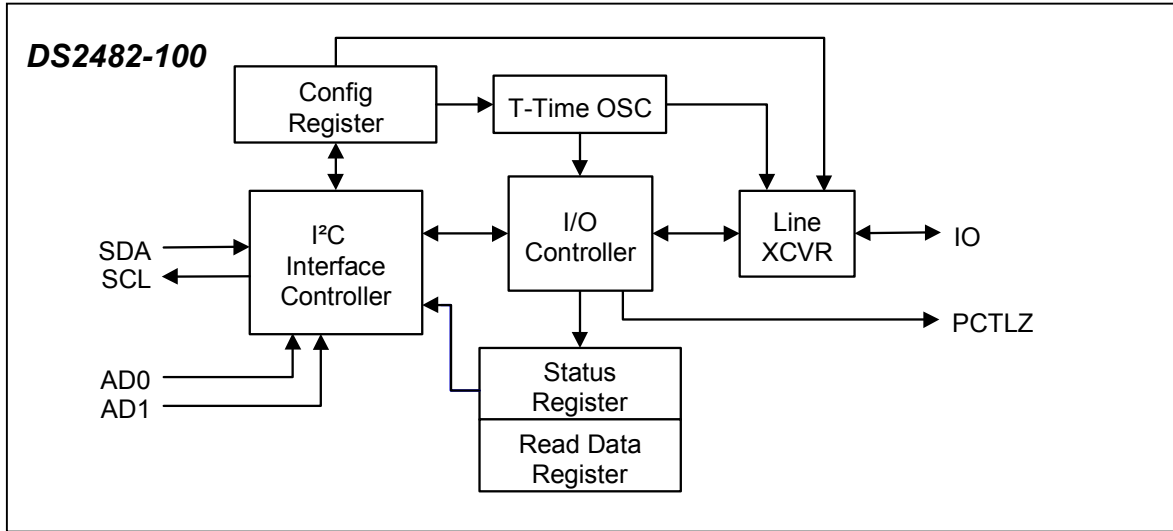 DS2482-100
Config
Register
T-Time OSC
I²C
Interface
Controller
I/O
Controller
Line
XCVR
SDA
SCL
IO
PCTLZ
AD0
AD1
Status
Register
Read Data
Register